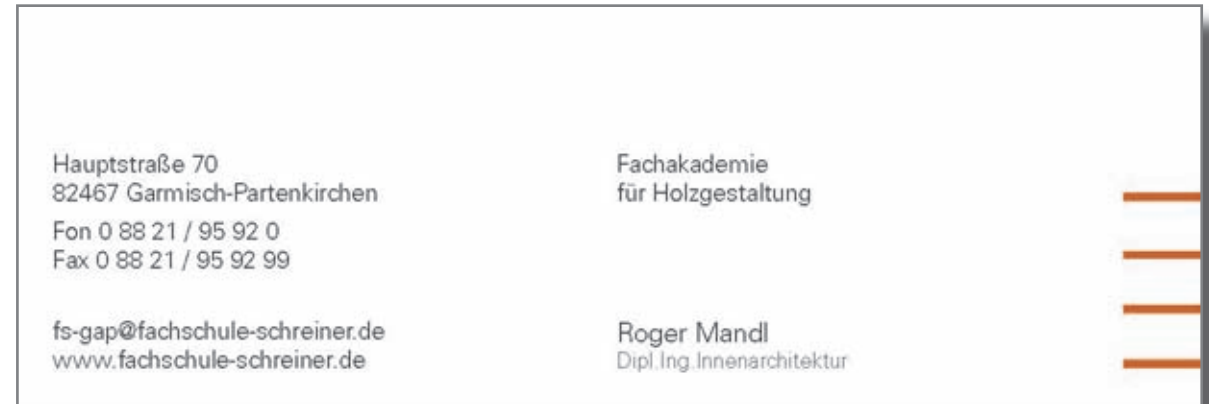 Hauptstraße 70
82467 Garmisch-Partenkirchen
Fon 0 88 21 / 95 92 0
Fax 0 88 21 / 95 92 99
fs-gap@fachschule-schreiner.de
www.fachschule-schreiner.de
Fachakademie
für Holzgestaltung
Roger Mandl
Dipl.Ing.Innenarchitektur